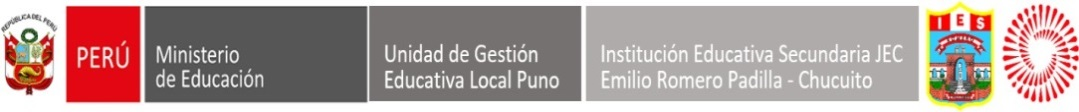 REPÚBLICA DEL PERÚ
PERÚ
Ministerio
de Educación
Unidad de Gestión
Educativa Local Puno
Institución Educativa Secundaria JEC
Emilio Romero Padilla - Chucuito
I E S